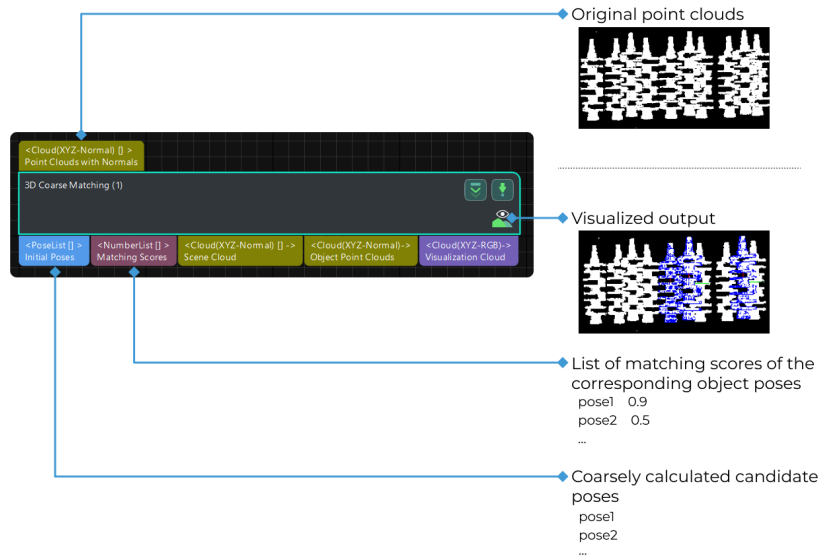 Original point clouds
<Cloud(XYZ-Normal) [] >
Point Clouds with Normals
3D Coarse Matching (1)
<PoseList [] >
Initial Poses
<NumberList [] >
Matching Scores
<Cloud(XYZ-Normal) [] ->
Scene Cloud
<Cloud(XYZ-Normal)->
Object Point Clouds
<Cloud(XYZ-RGB)->
Visualization Cloud
Visualized output
List of matching scores of the
corresponding object poses
pose1 0.9
pose2 0.5
...
Coarsely calculated candidate
poses
pose1
pose2
...